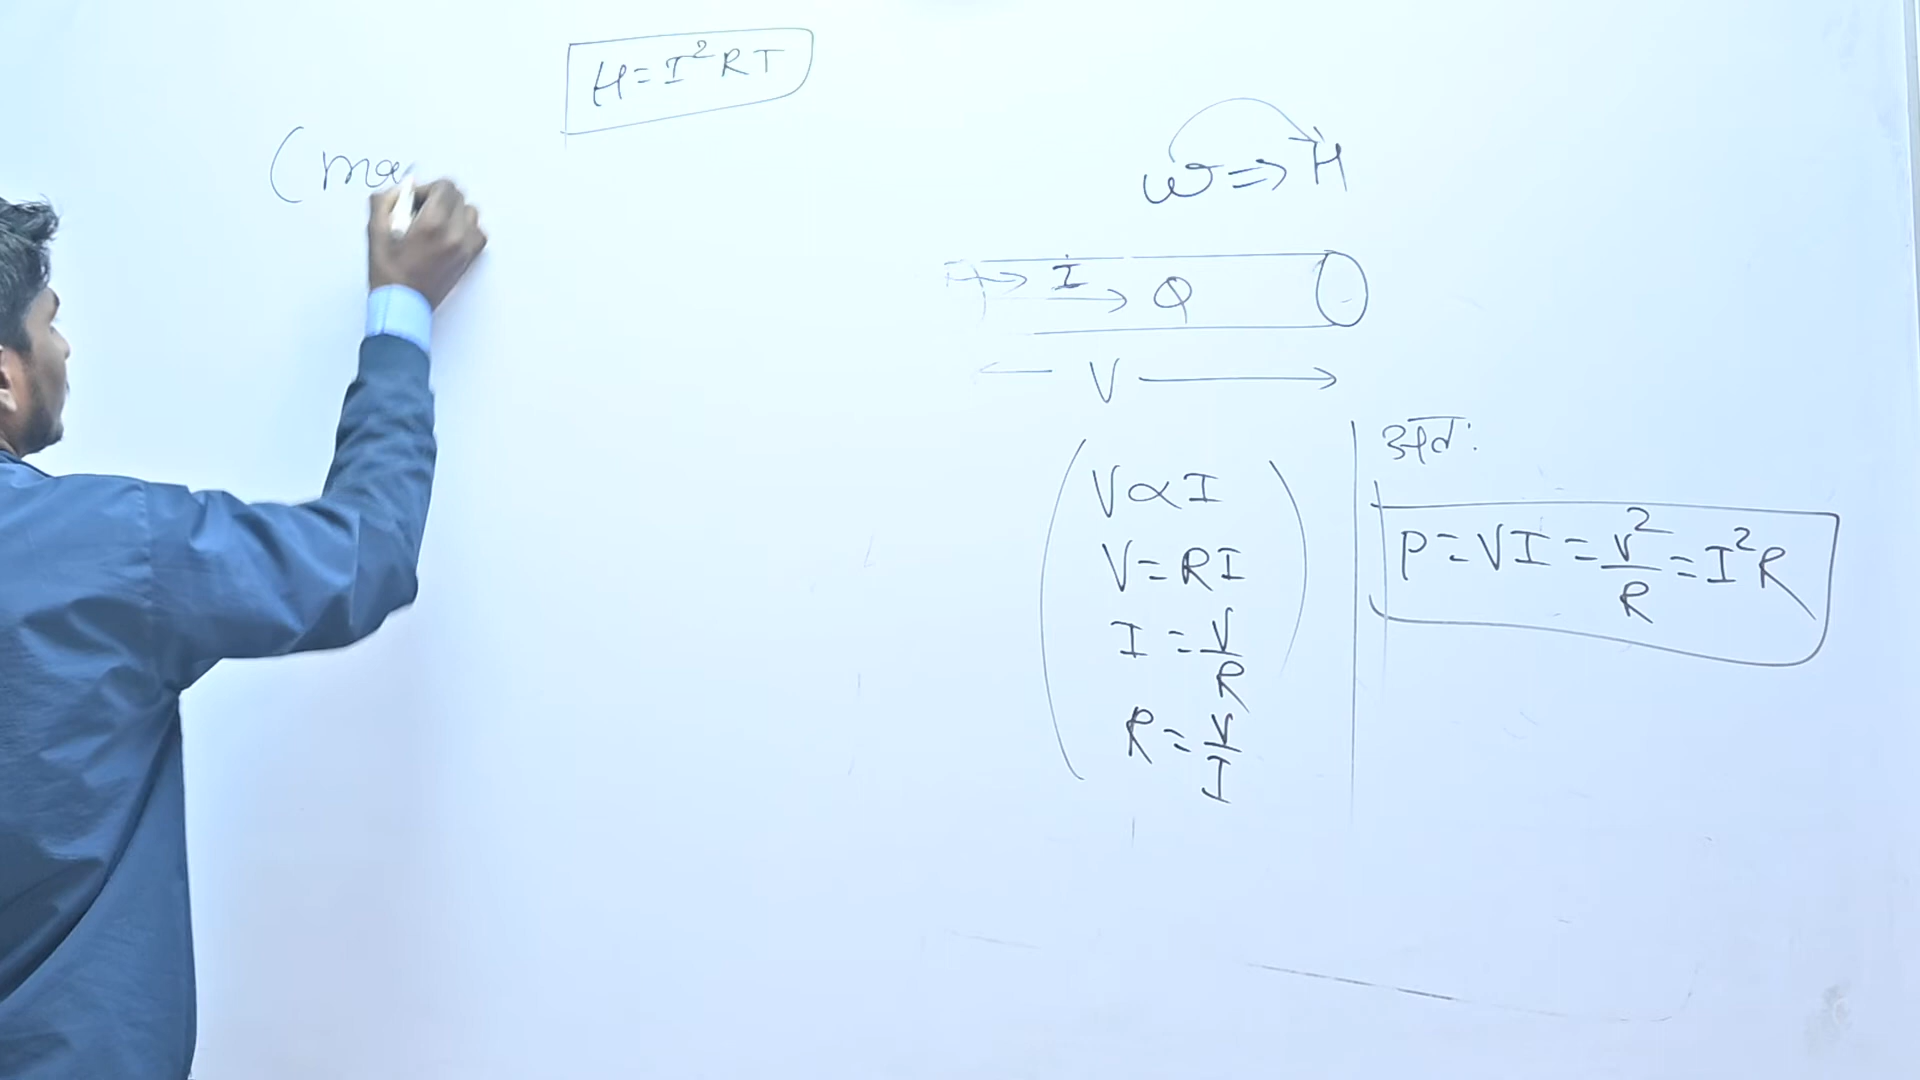 H=I²RT
(ma
W⇒H
I
Q
V
V∝I
V=RI
I=V/R
R=V/I
अतः
P=VI=V²/R=I²R